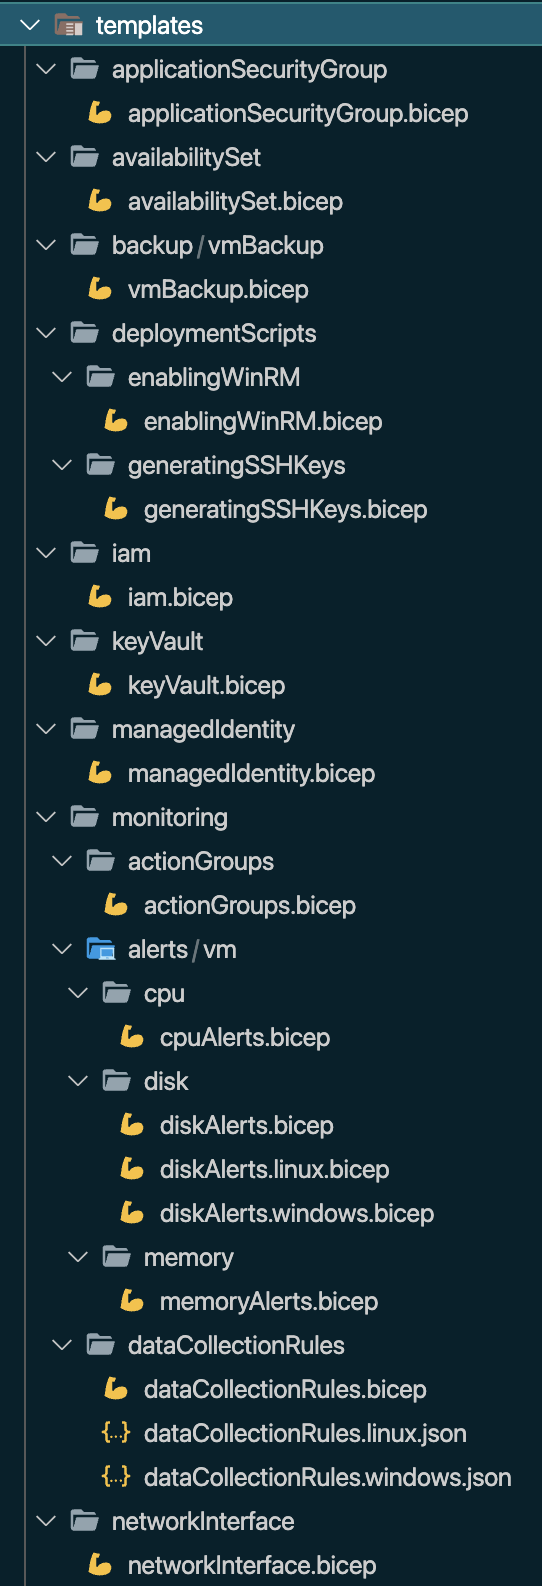 templates
applicationSecurityGroup
applicationSecurityGroup.bicep
availabilitySet
availabilitySet.bicep
backup/vmBackup
vmBackup.bicep
deploymentScripts
enablingWinRM
enablingWinRM.bicep
generatingSSHKeys
generatingSSHKeys.bicep
iam
iam.bicep
keyVault
keyVault.bicep
managedIdentity
managedIdentity.bicep
monitoring
actionGroups
actionGroups.bicep
alerts/vm
cpu
cpuAlerts.bicep
disk
diskAlerts.bicep
diskAlerts.linux.bicep
diskAlerts.windows.bicep
memory
memoryAlerts.bicep
dataCollectionRules
dataCollectionRules.bicep
{...} dataCollectionRules.linux.json
{...} dataCollectionRules.windows.json
networkInterface
networkInterface.bicep